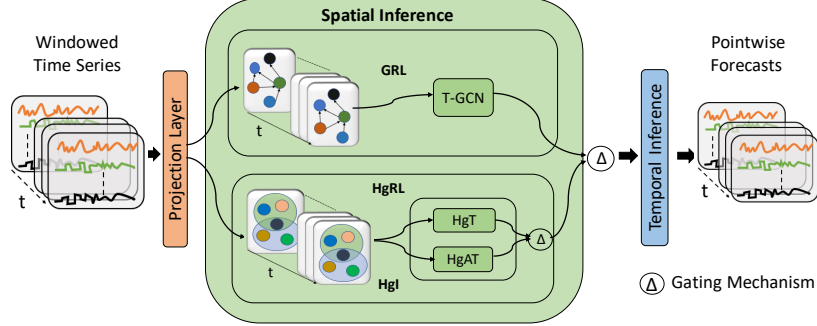 Spatial Inference
Windowed
Time Series
t
Projection Layer
GRL
t
T-GCN
HgRL
t
HgT
HgAT
Δ
HgI
Δ
Temporal Inference
Pointwise
Forecasts
t
Δ Gating Mechanism